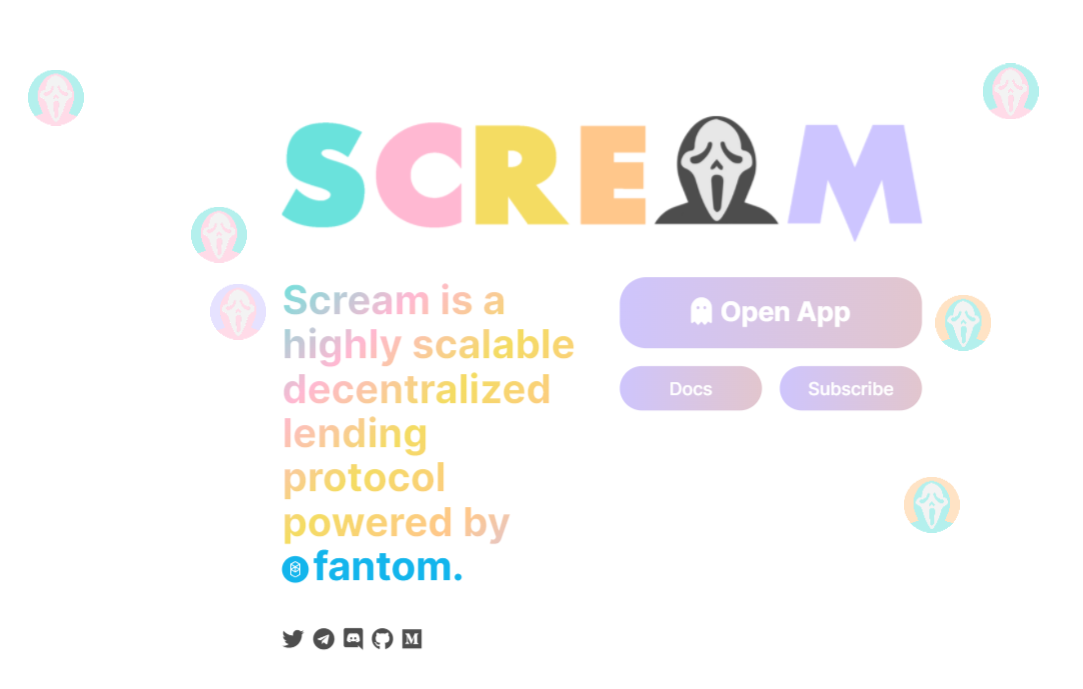 SCREAM
Scream is a
highly scalable
decentralized
lending
protocol
powered by
fantom.
Open App
Docs
Subscribe
M